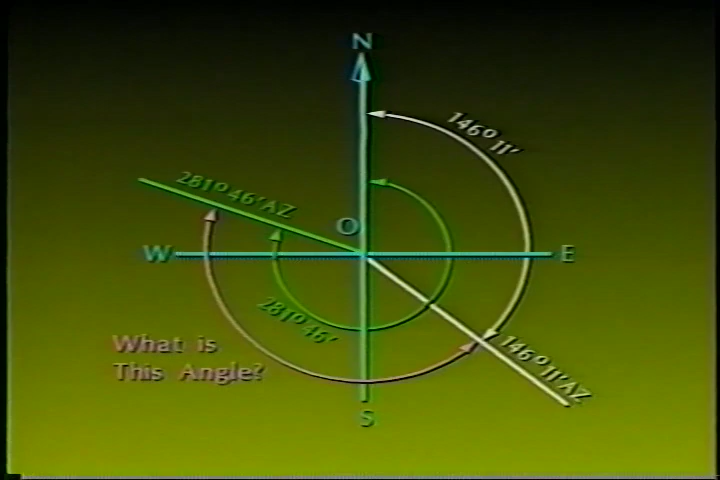 N
146° 11'
281° 46' AZ
O
W
E
281° 46'
What is
This Angle?
146° 11' AZ
S